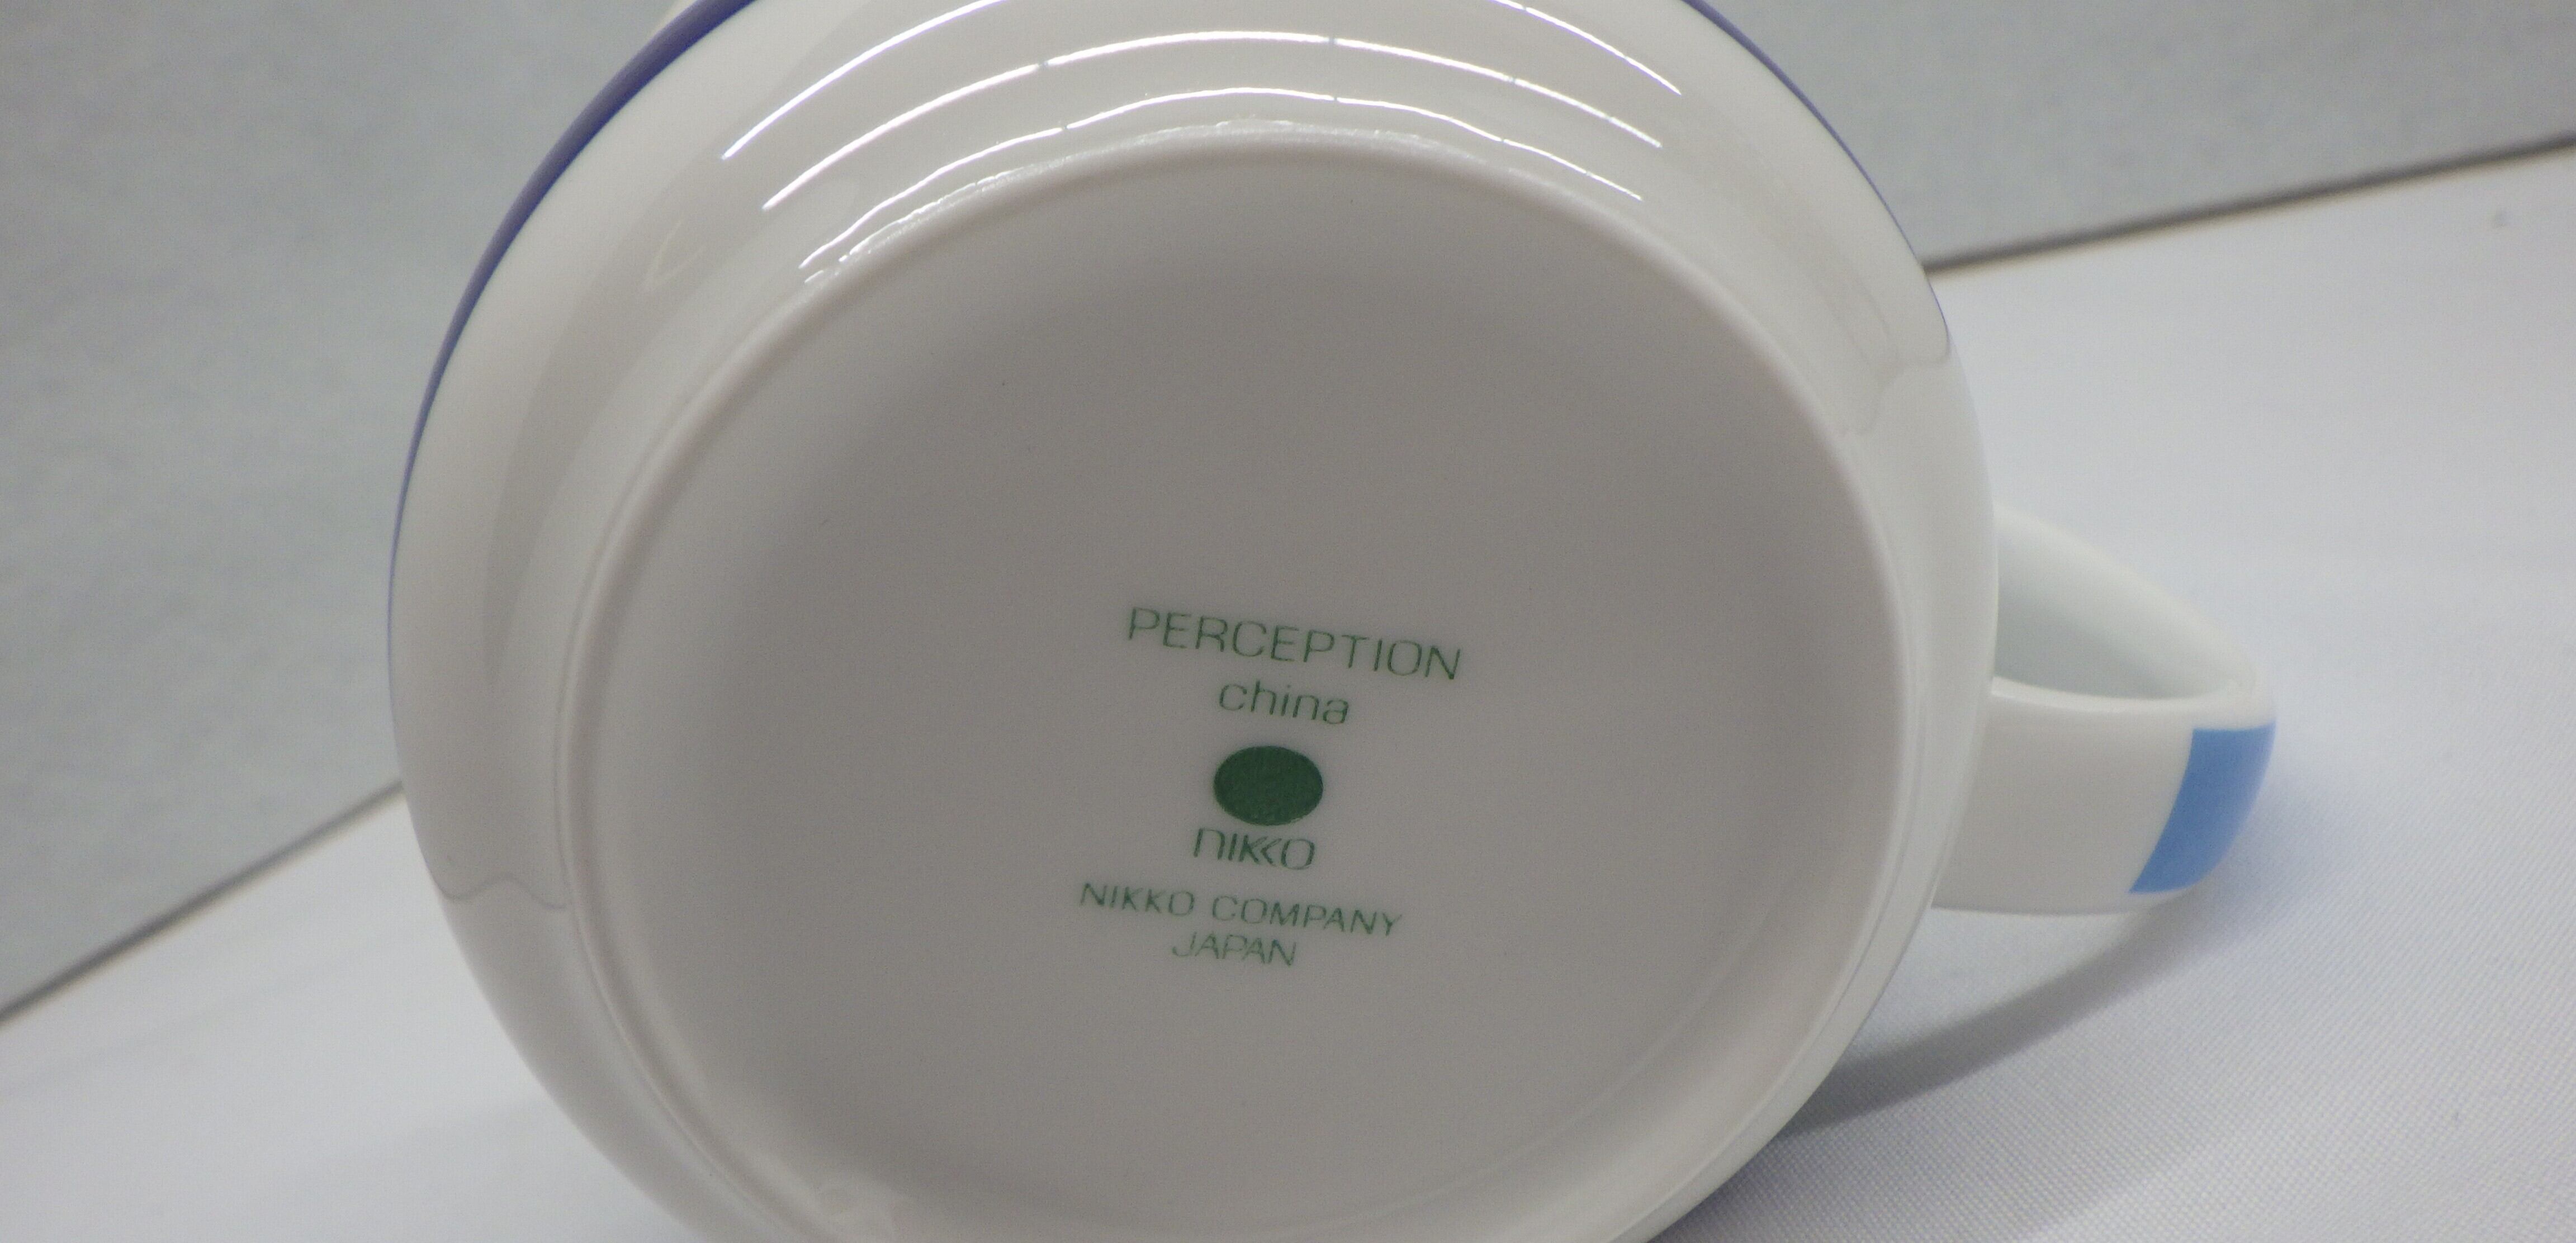 PERCEPTION
china
nikko
NIKKO COMPANY
JAPAN